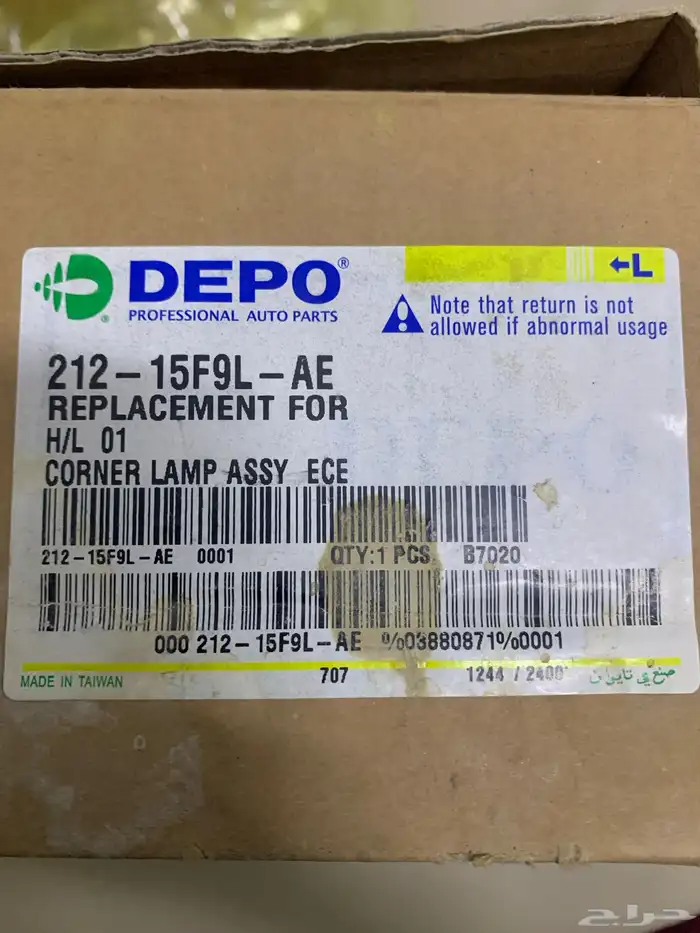 DEPO®
PROFESSIONAL AUTO PARTS
←L
Note that return is not
allowed if abnormal usage
212-15F9L-AE
REPLACEMENT FOR
H/L 01
CORNER LAMP ASSY ECE
212-15F9L-AE 0001 QTY:1 PCS. B7020
000 212-15F9L-AE %03880871%0001
MADE IN TAIWAN 707 1244 / 2400 صنع في تايوان
حراج